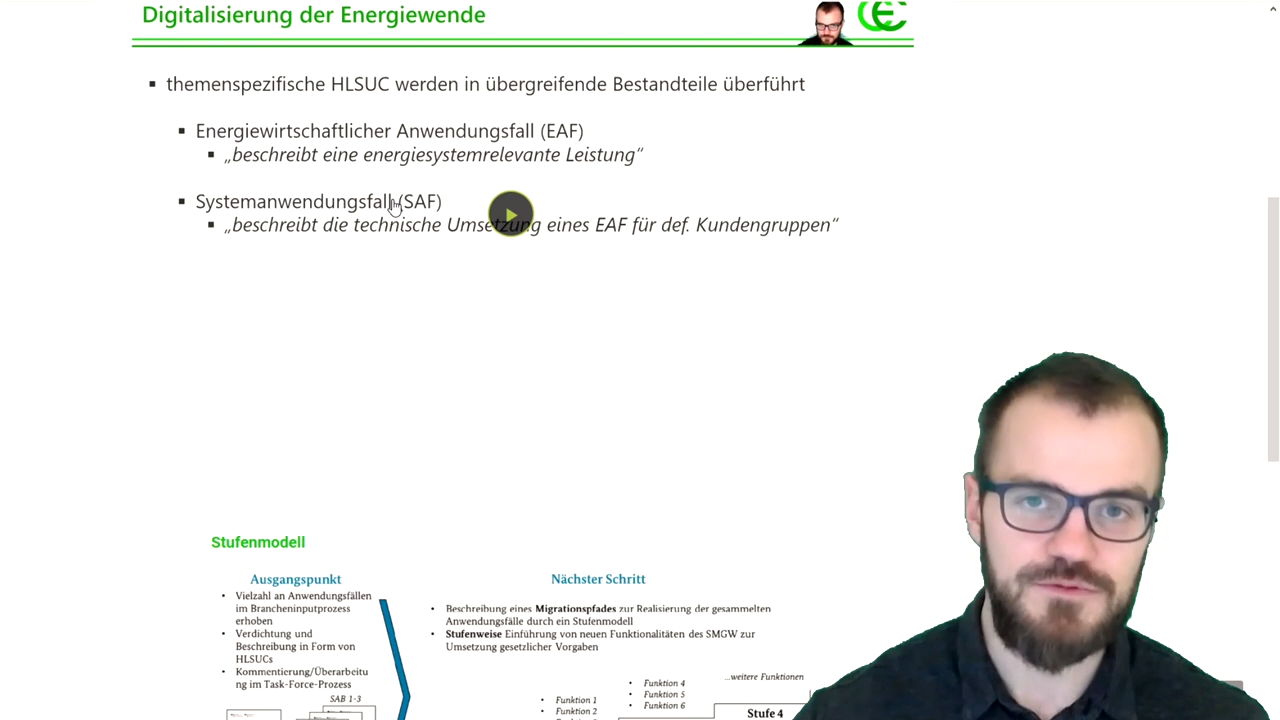 Digitalisierung der Energiewende
▪ themenspezifische HLSUC werden in übergreifende Bestandteile überführt
▪ Energiewirtschaftlicher Anwendungsfall (EAF)
▪ „beschreibt eine energiesystemrelevante Leistung“
▪ Systemanwendungsfall (SAF)
▪ „beschreibt die technische Umsetzung eines EAF für def. Kundengruppen“
Stufenmodell
Ausgangspunkt
• Vielzahl an Anwendungsfällen
im Brancheninputprozess
erhoben
• Verdichtung und
Beschreibung in Form von
HLSUCs
• Kommentierung/Überarbeitu
ng im Task-Force-Prozess
SAB 1-3
Nächster Schritt
• Beschreibung eines Migrationspfades zur Realisierung der gesammelten
Anwendungsfälle durch ein Stufenmodell
• Stufenweise Einführung von neuen Funktionalitäten des SMGW zur
Umsetzung gesetzlicher Vorgaben
• Funktion 1
• Funktion 2
• Funktion 4
• Funktion 5
• Funktion 6
...weitere Funktionen
Stufe 4